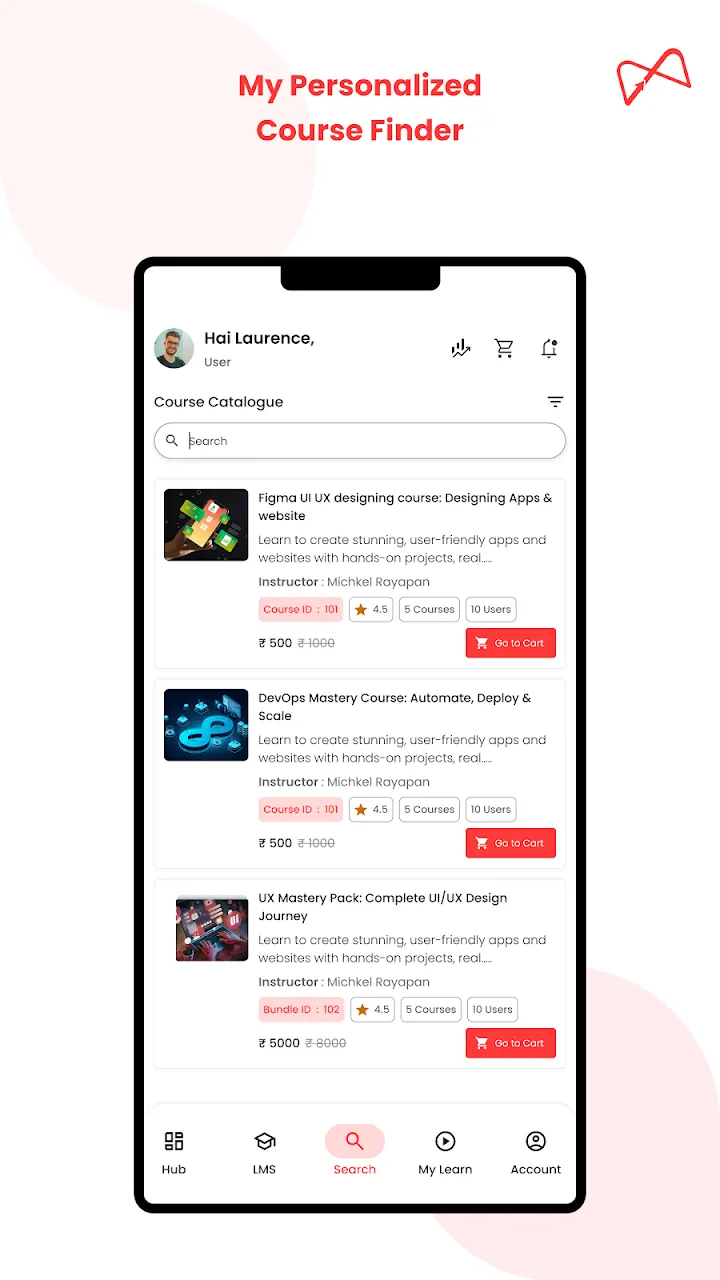 My Personalized
Course Finder
Hai Laurence,
User
Course Catalogue
Search
Figma UI UX designing course: Designing Apps &
website
Learn to create stunning, user-friendly apps and
websites with hands-on projects, real.....
Instructor : Michkel Rayapan
Course ID : 101 4.5 5 Courses 10 Users
₹ 500 ₹ 1000 Go to Cart
DevOps Mastery Course: Automate, Deploy &
Scale
Learn to create stunning, user-friendly apps and
websites with hands-on projects, real.....
Instructor : Michkel Rayapan
Course ID : 101 4.5 5 Courses 10 Users
₹ 500 ₹ 1000 Go to Cart
UX Mastery Pack: Complete UI/UX Design
Journey
Learn to create stunning, user-friendly apps and
websites with hands-on projects, real.....
Instructor : Michkel Rayapan
Bundle ID : 102 4.5 5 Courses 10 Users
₹ 5000 ₹ 8000 Go to Cart
Hub LMS Search My Learn Account